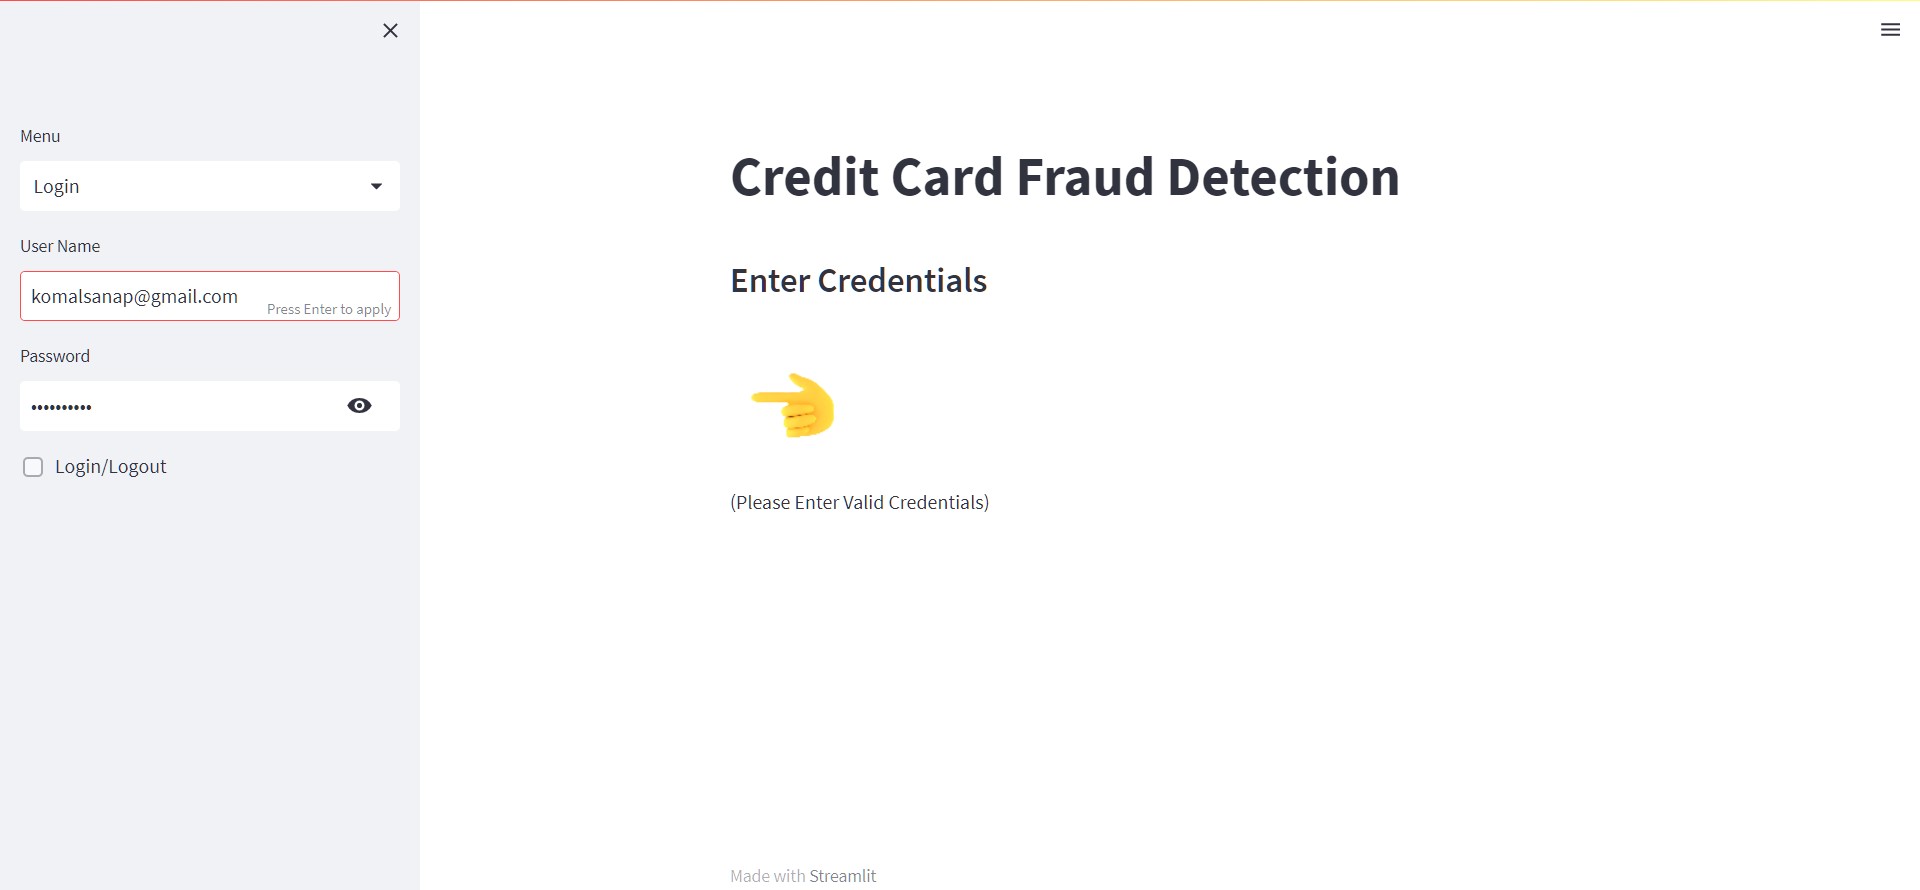 Menu
Login
User Name
komalsanap@gmail.com
Press Enter to apply
Password
••••••••••
Login/Logout
Credit Card Fraud Detection
Enter Credentials
(Please Enter Valid Credentials)
Made with Streamlit